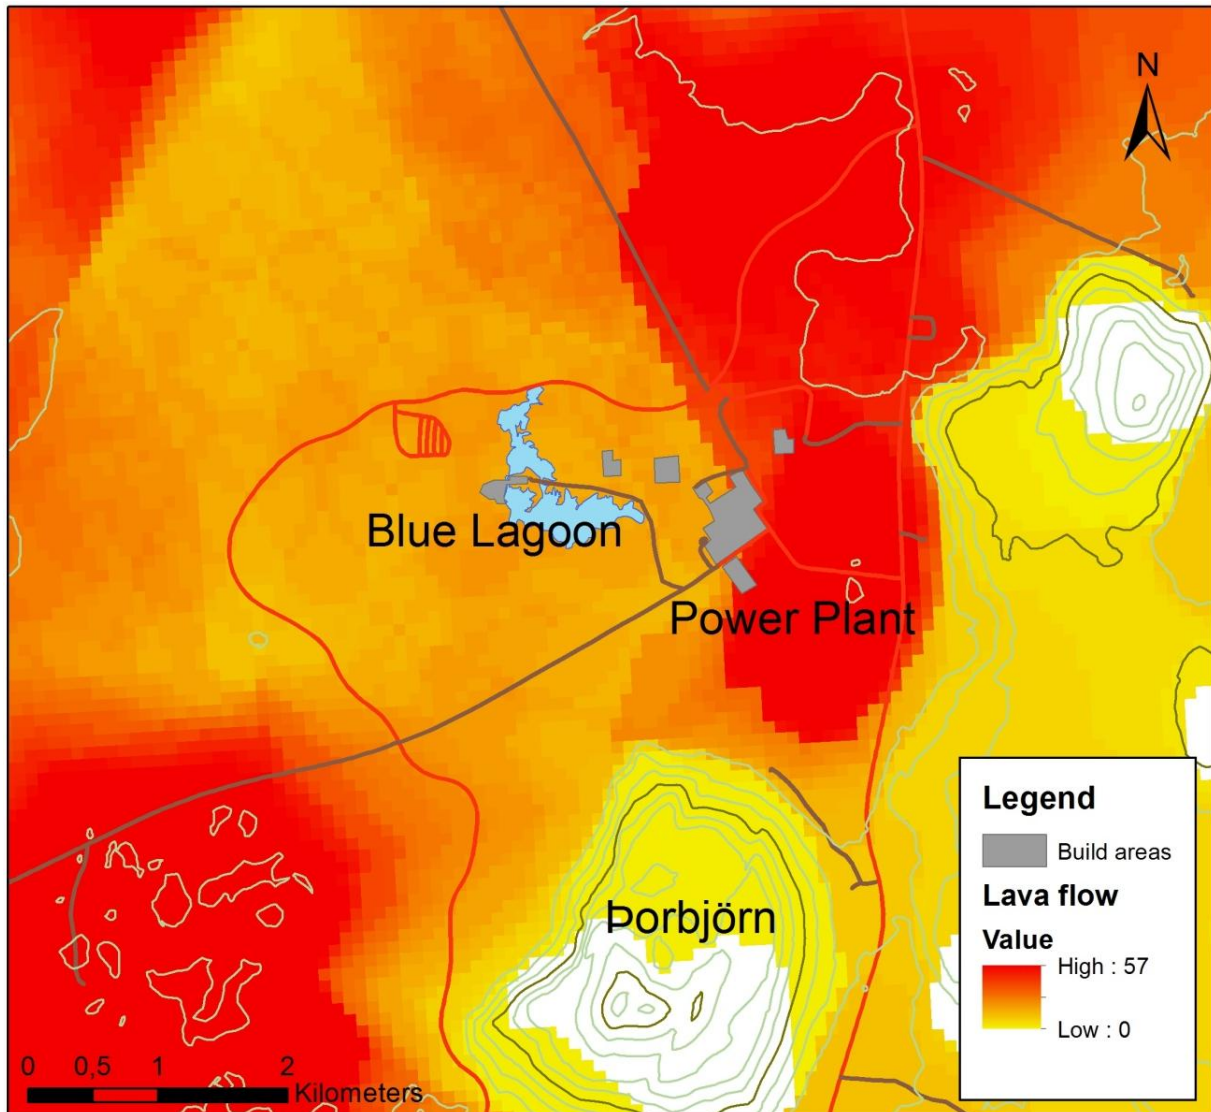 N
Blue Lagoon
Power Plant
Þorbjörn
Legend
Build areas
Lava flow
Value
High : 57
Low : 0
0 0,5 1 2
Kilometers